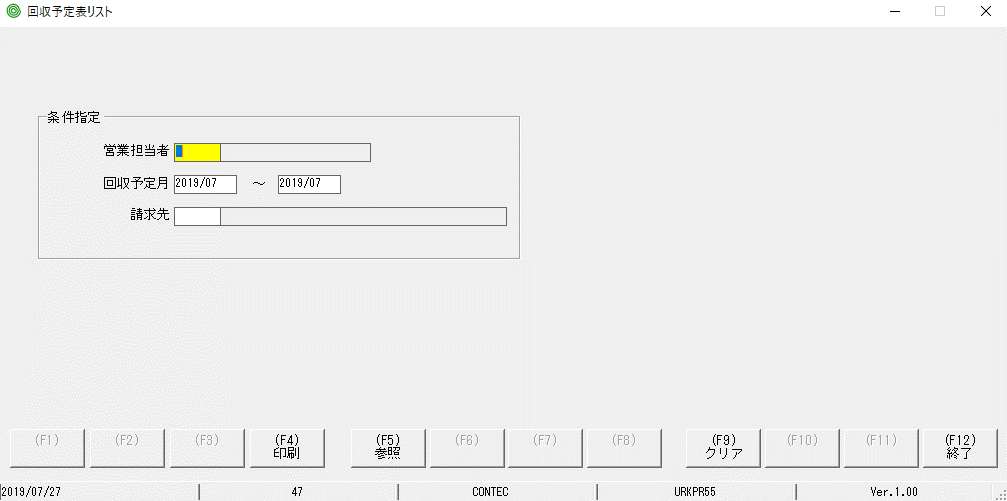 回収予定表リスト
条件指定
営業担当者
回収予定月 2019/07 ～ 2019/07
請求先
(F1) (F2) (F3) (F4) (F5) (F6) (F7) (F8) (F9) (F10) (F11) (F12)
印刷 参照 クリア 終了
2019/07/27 47 CONTEC URKPR55 Ver.1.00